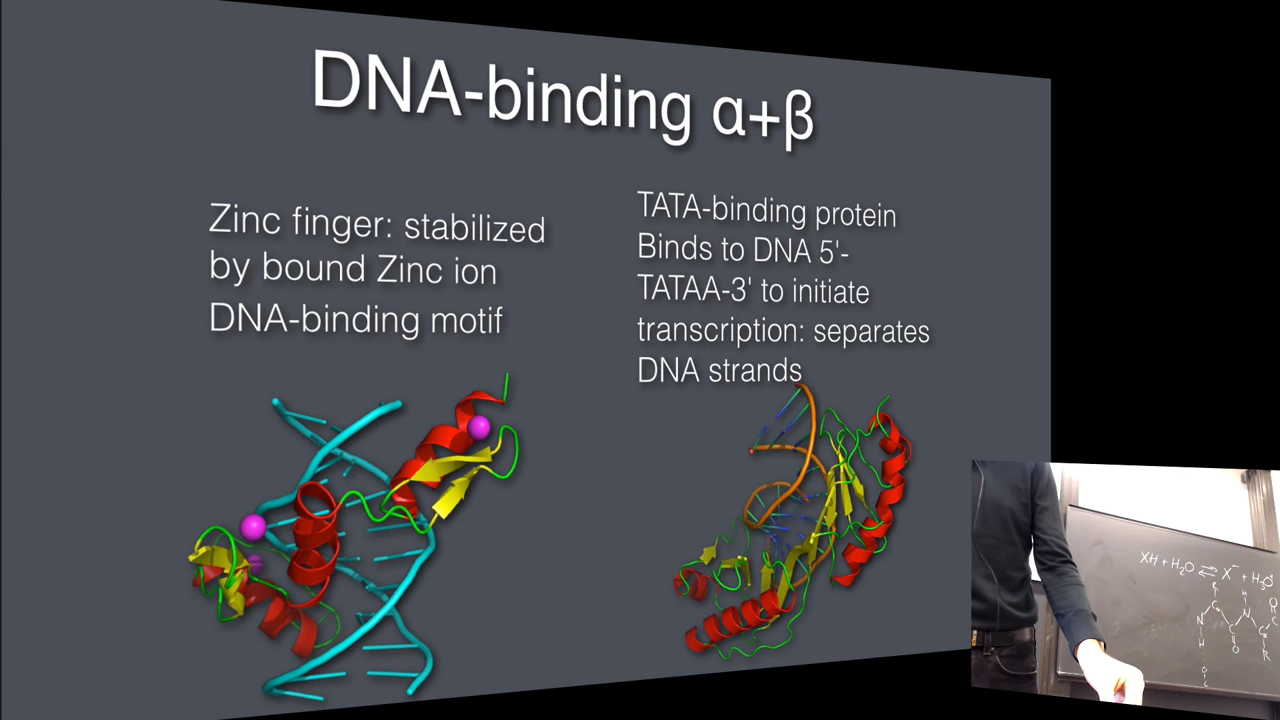 DNA-binding α+β
Zinc finger: stabilized
by bound Zinc ion
DNA-binding motif
TATA-binding protein
Binds to DNA 5'-
TATAA-3' to initiate
transcription: separates
DNA strands
XH + H₂O ⇌ X⁻ + H₃O